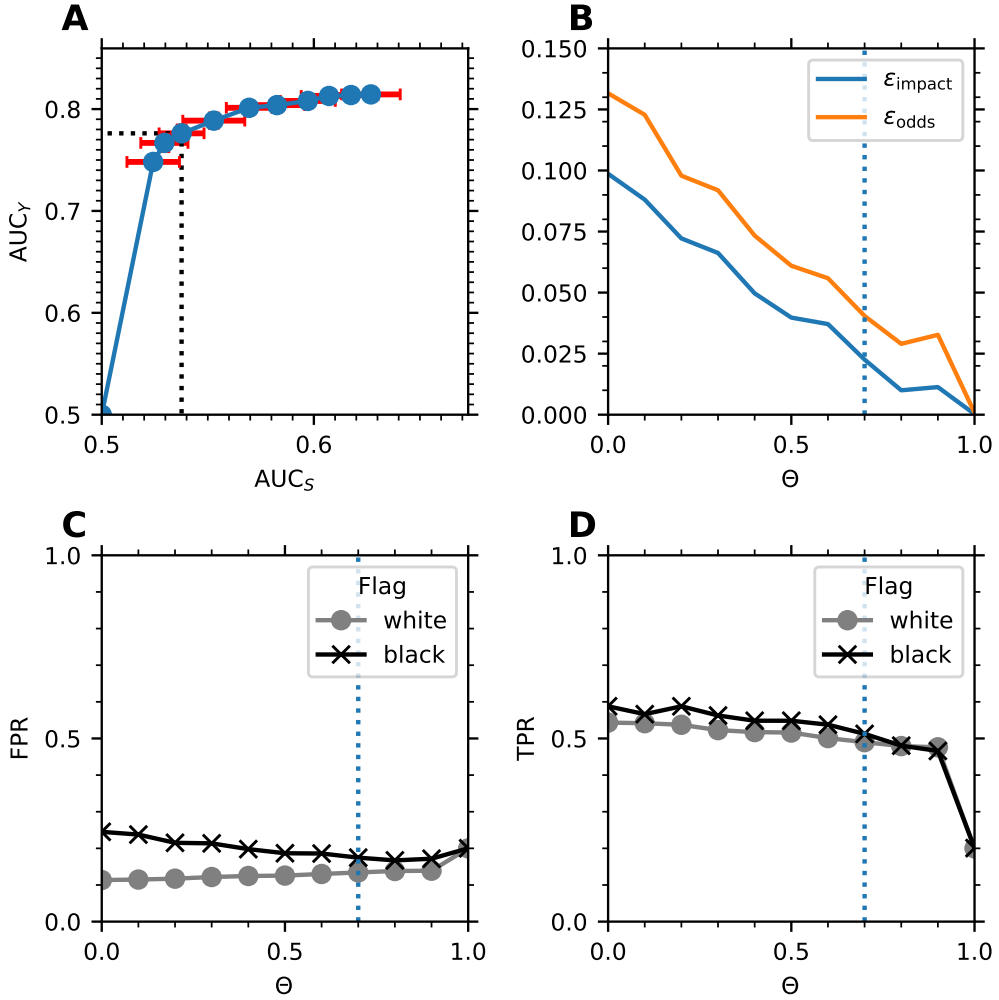 A
0.8
0.7
0.6
0.5
AUC_Y
0.5
0.6
AUC_S
B
0.150
0.125
0.100
0.075
0.050
0.025
0.000
ε_impact
ε_odds
0.0
0.5
1.0
Θ
C
1.0
0.5
0.0
FPR
Flag
white
black
0.0
0.5
1.0
Θ
D
1.0
0.5
0.0
TPR
Flag
white
black
0.0
0.5
1.0
Θ